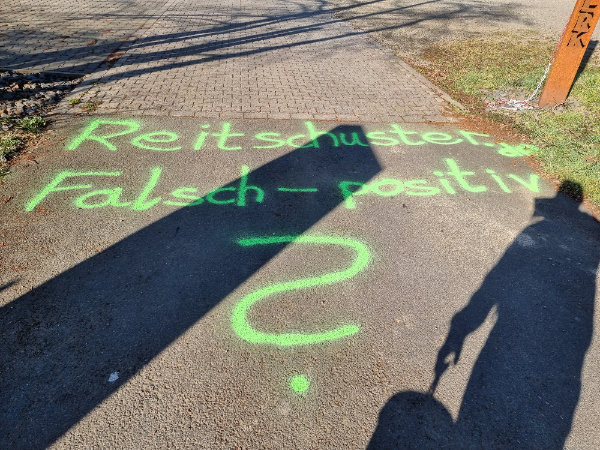 Reitschuster.de
Falsch-positiv
?